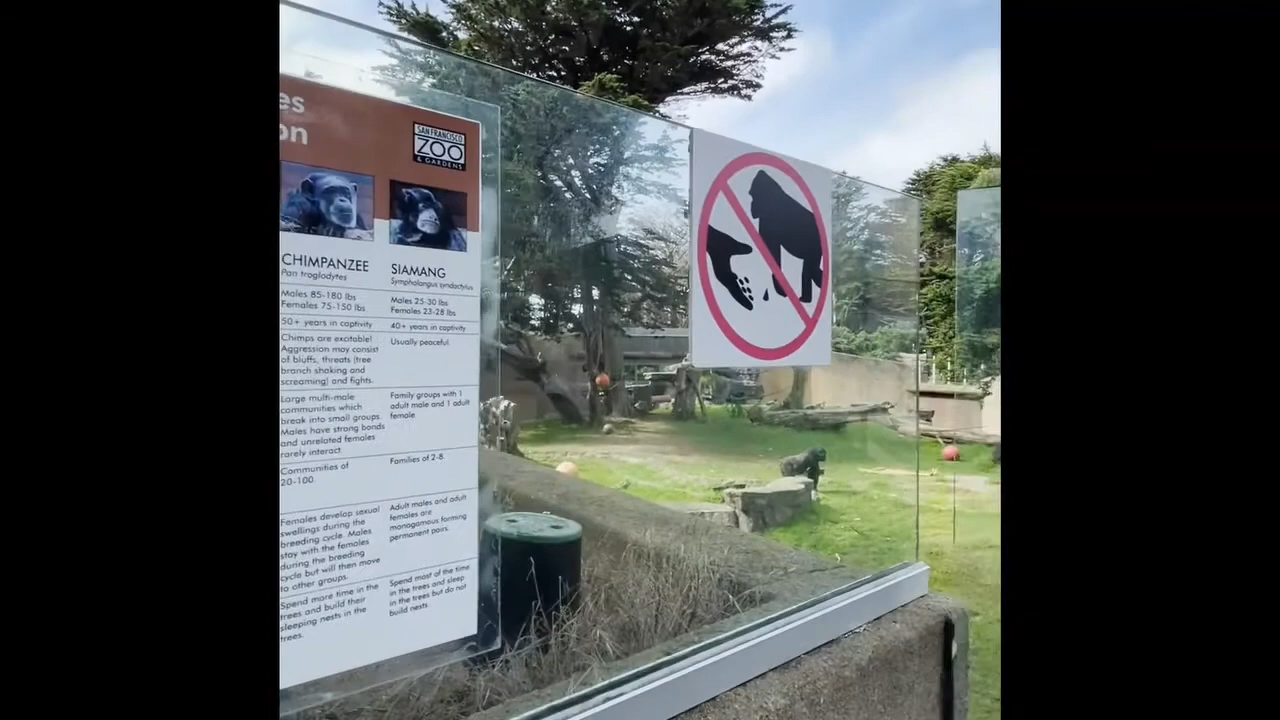 es
on
SAN FRANCISCO
ZOO
& GARDENS
CHIMPANZEE
Pan troglodytes
Males 85-180 lbs
Females 75-150 lbs
50+ years in captivity
Chimps are excitable!
Aggression may consist
of bluffs, threats (tree
branch shaking and
screaming) and fights.
Large multi-male
communities which
break into small groups.
Males have strong bonds
and unrelated females
rarely interact.
Communities of
20-100.
Females develop sexual
swellings during the
breeding cycle. Males
stay with the females
during the breeding
cycle but will then move
to other groups.
Spend more time in the
trees and build their
sleeping nests in the
trees.
SIAMANG
Symphalangus syndactylus
Males 25-30 lbs
Females 23-28 lbs
40+ years in captivity
Usually peaceful.
Family groups with 1
adult male and 1 adult
female.
Families of 2-8.
Adult males and adult
females are
monogamous forming
permanent pairs.
Spend most of the time
in the trees and sleep
in the trees but do not
build nests.